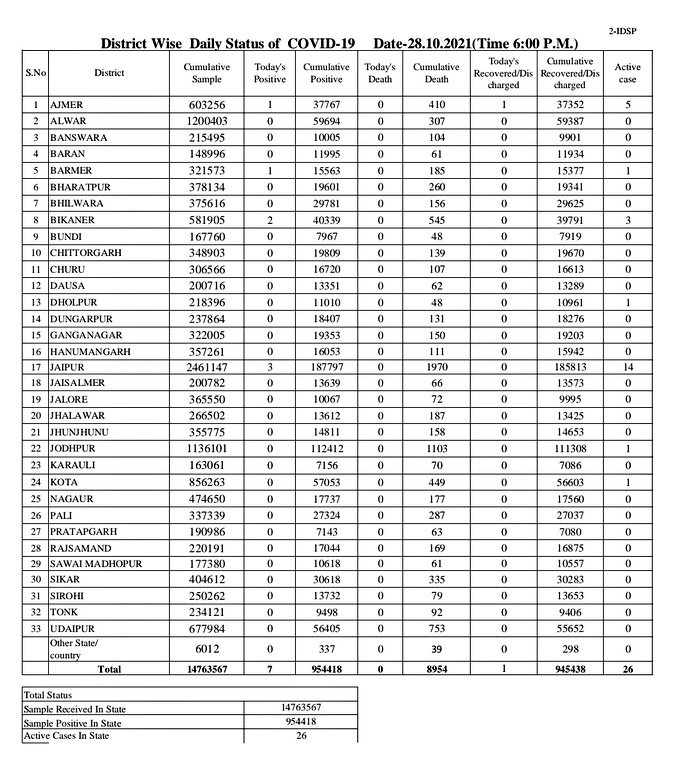 2-IDSP
District Wise Daily Status of COVID-19 Date-28.10.2021(Time 6:00 P.M.)
S.No District Cumulative Sample Today's Positive Cumulative Positive Today's Death Cumulative Death Today's Recovered/Dis charged Cumulative Recovered/Dis charged Active case
1 AJMER 603256 1 37767 0 410 1 37352 5
2 ALWAR 1200403 0 59694 0 307 0 59387 0
3 BANSWARA 215495 0 10005 0 104 0 9901 0
4 BARAN 148996 0 11995 0 61 0 11934 0
5 BARMER 321573 1 15563 0 185 0 15377 1
6 BHARATPUR 378134 0 19601 0 260 0 19341 0
7 BHILWARA 375616 0 29781 0 156 0 29625 0
8 BIKANER 581905 2 40339 0 545 0 39791 3
9 BUNDI 167760 0 7967 0 48 0 7919 0
10 CHITTORGARH 348903 0 19809 0 139 0 19670 0
11 CHURU 306566 0 16720 0 107 0 16613 0
12 DAUSA 200716 0 13351 0 62 0 13289 0
13 DHOLPUR 218396 0 11010 0 48 0 10961 1
14 DUNGARPUR 237864 0 18407 0 131 0 18276 0
15 GANGANAGAR 322005 0 19353 0 150 0 19203 0
16 HANUMANGARH 357261 0 16053 0 111 0 15942 0
17 JAIPUR 2461147 3 187797 0 1970 0 185813 14
18 JAISALMER 200782 0 13639 0 66 0 13573 0
19 JALORE 365550 0 10067 0 72 0 9995 0
20 JHALAWAR 266502 0 13612 0 187 0 13425 0
21 JHUNJHUNU 355775 0 14811 0 158 0 14653 0
22 JODHPUR 1136101 0 112412 0 1103 0 111308 1
23 KARAULI 163061 0 7156 0 70 0 7086 0
24 KOTA 856263 0 57053 0 449 0 56603 1
25 NAGAUR 474650 0 17737 0 177 0 17560 0
26 PALI 337339 0 27324 0 287 0 27037 0
27 PRATAPGARH 190986 0 7143 0 63 0 7080 0
28 RAJSAMAND 220191 0 17044 0 169 0 16875 0
29 SAWAI MADHOPUR 177380 0 10618 0 61 0 10557 0
30 SIKAR 404612 0 30618 0 335 0 30283 0
31 SIROHI 250262 0 13732 0 79 0 13653 0
32 TONK 234121 0 9498 0 92 0 9406 0
33 UDAIPUR 677984 0 56405 0 753 0 55652 0
Other State/ country 6012 0 337 0 39 0 298 0
Total 14763567 7 954418 0 8954 1 945438 26
Total Status
Sample Received In State 14763567
Sample Positive In State 954418
Active Cases In State 26